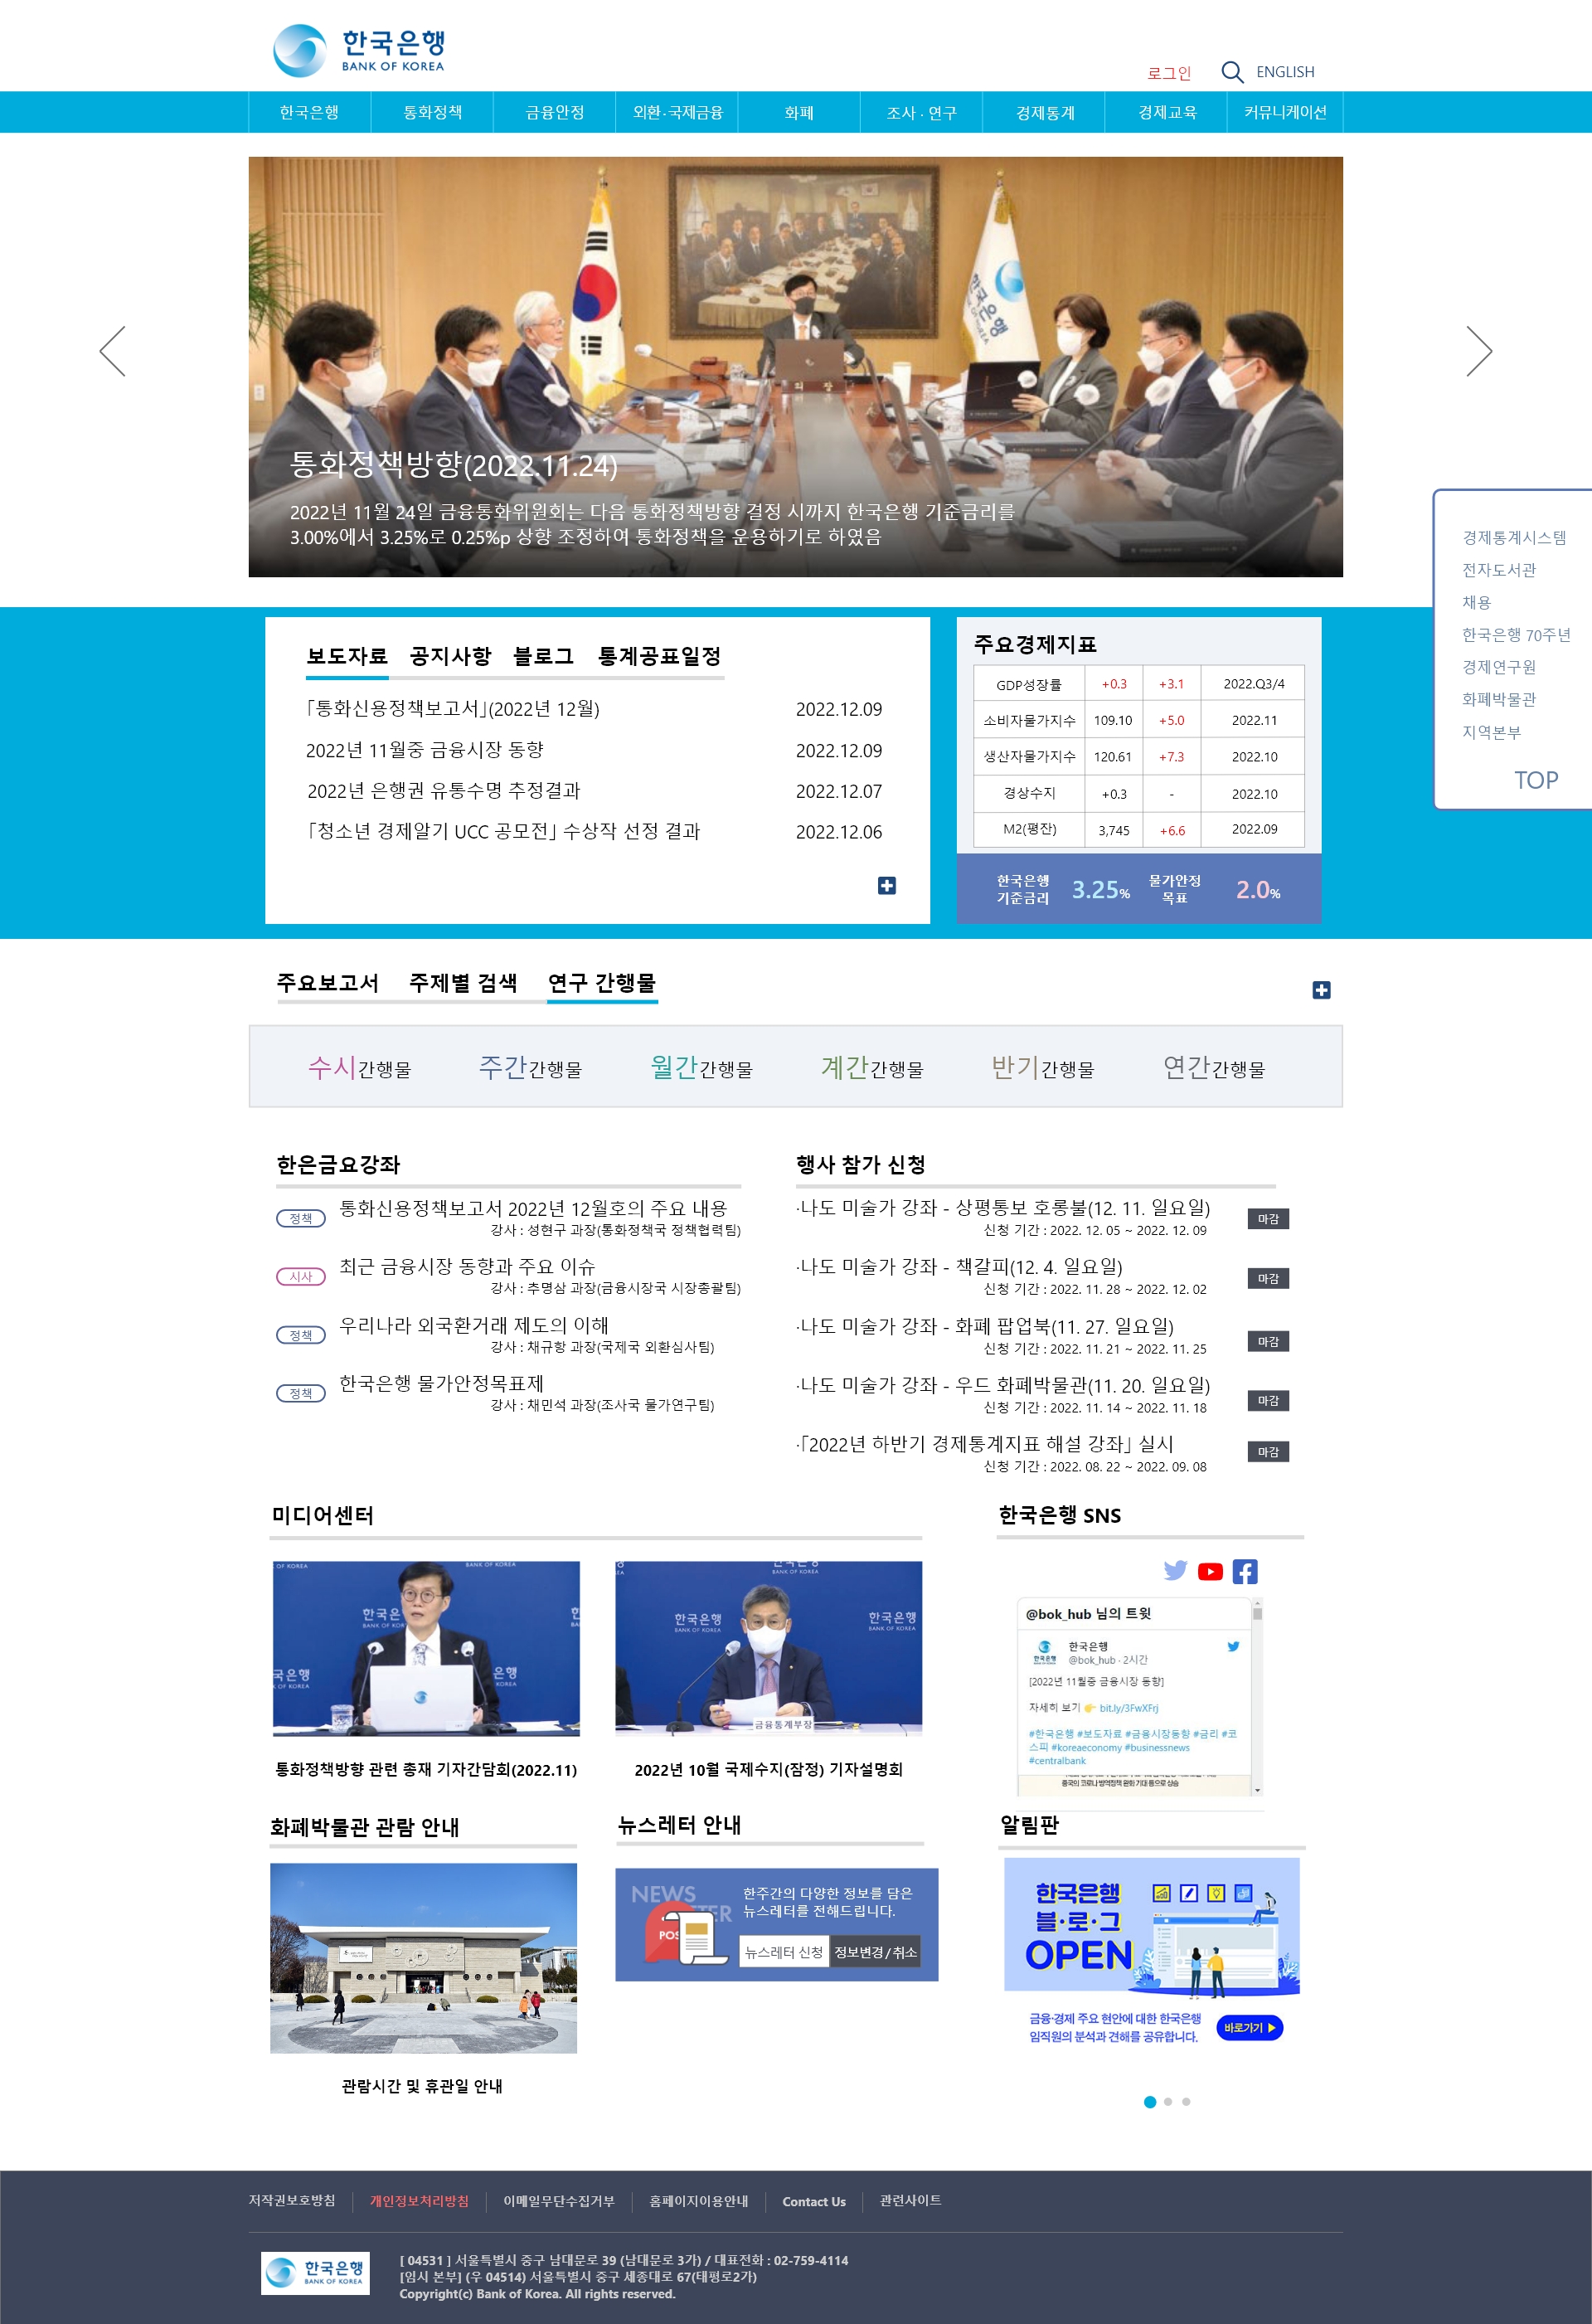 한국은행
BANK OF KOREA
로그인
ENGLISH
한국은행
통화정책
금융안정
외환·국제금융
화폐
조사 · 연구
경제통계
경제교육
커뮤니케이션
한국은행
의 장
통화정책방향(2022.11.24)
2022년 11월 24일 금융통화위원회는 다음 통화정책방향 결정 시까지 한국은행 기준금리를
3.00%에서 3.25%로 0.25%p 상향 조정하여 통화정책을 운용하기로 하였음
경제통계시스템
전자도서관
채용
한국은행 70주년
경제연구원
화폐박물관
지역본부
TOP
보도자료 공지사항 블로그 통계공표일정
「통화신용정책보고서」(2022년 12월) 2022.12.09
2022년 11월중 금융시장 동향 2022.12.09
2022년 은행권 유통수명 추정결과 2022.12.07
「청소년 경제알기 UCC 공모전」 수상작 선정 결과 2022.12.06
주요경제지표
GDP성장률 +0.3 +3.1 2022.Q3/4
소비자물가지수 109.10 +5.0 2022.11
생산자물가지수 120.61 +7.3 2022.10
경상수지 +0.3 - 2022.10
M2(평잔) 3,745 +6.6 2022.09
한국은행
기준금리
3.25%
물가안정
목표
2.0%
주요보고서 주제별 검색 연구 간행물
수시간행물
주간간행물
월간간행물
계간간행물
반기간행물
연간간행물
한은금요강좌
정책 통화신용정책보고서 2022년 12월호의 주요 내용
강사 : 성현구 과장(통화정책국 정책협력팀)
시사 최근 금융시장 동향과 주요 이슈
강사 : 추명삼 과장(금융시장국 시장총괄팀)
정책 우리나라 외국환거래 제도의 이해
강사 : 채규항 과장(국제국 외환심사팀)
정책 한국은행 물가안정목표제
강사 : 채민석 과장(조사국 물가연구팀)
행사 참가 신청
·나도 미술가 강좌 - 상평통보 호롱불(12. 11. 일요일)
신청 기간 : 2022. 12. 05 ~ 2022. 12. 09
마감
·나도 미술가 강좌 - 책갈피(12. 4. 일요일)
신청 기간 : 2022. 11. 28 ~ 2022. 12. 02
마감
·나도 미술가 강좌 - 화폐 팝업북(11. 27. 일요일)
신청 기간 : 2022. 11. 21 ~ 2022. 11. 25
마감
·나도 미술가 강좌 - 우드 화폐박물관(11. 20. 일요일)
신청 기간 : 2022. 11. 14 ~ 2022. 11. 18
마감
·「2022년 하반기 경제통계지표 해설 강좌」 실시
신청 기간 : 2022. 08. 22 ~ 2022. 09. 08
마감
미디어센터
통화정책방향 관련 총재 기자간담회(2022.11)
한국은행
BANK OF KOREA
한국은행
BANK OF KOREA
금융통계부장
2022년 10월 국제수지(잠정) 기자설명회
한국은행 SNS
@bok_hub 님의 트윗
한국은행
@bok_hub · 2시간
[2022년 11월중 금융시장 동향]
자세히 보기 👉 bit.ly/3FwXFrj
#한국은행 #보도자료 #금융시장동향 #금리 #코
스피 #koreaeconomy #businessnews
#centralbank
중국의 코로나 방역정책 완화 기대 등으로 상승
화폐박물관 관람 안내
관람시간 및 휴관일 안내
뉴스레터 안내
NEWS
TER
POS
한주간의 다양한 정보를 담은
뉴스레터를 전해드립니다.
뉴스레터 신청
정보변경/취소
알림판
한국은행
블·로·그
OPEN
금융·경제 주요 현안에 대한 한국은행
임직원의 분석과 견해를 공유합니다.
바로가기 ▶
저작권보호방침
개인정보처리방침
이메일무단수집거부
홈페이지이용안내
Contact Us
관련사이트
한국은행
BANK OF KOREA
[ 04531 ] 서울특별시 중구 남대문로 39 (남대문로 3가) / 대표전화 : 02-759-4114
[임시 본부] (우 04514) 서울특별시 중구 세종대로 67(태평로2가)
Copyright(c) Bank of Korea. All rights reserved.